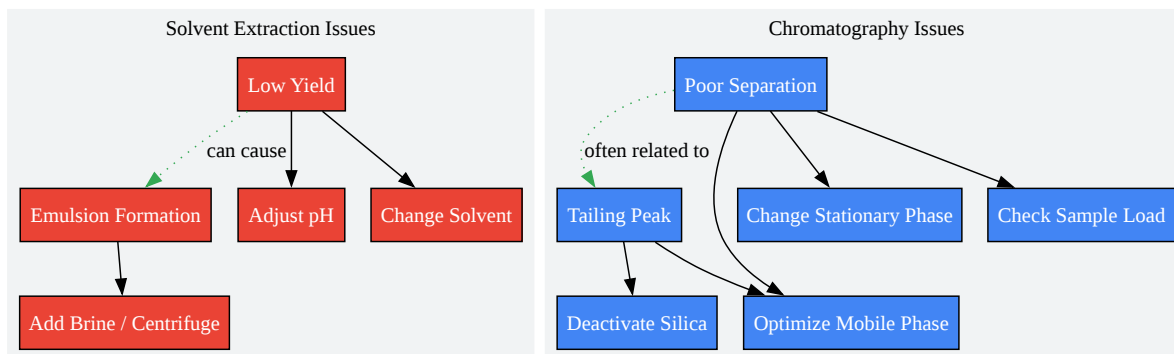 Solvent Extraction Issues
Low Yield
can cause
Emulsion Formation
Adjust pH
Change Solvent
Add Brine / Centrifuge
Chromatography Issues
Poor Separation
often related to
Tailing Peak
Change Stationary Phase
Check Sample Load
Deactivate Silica
Optimize Mobile Phase